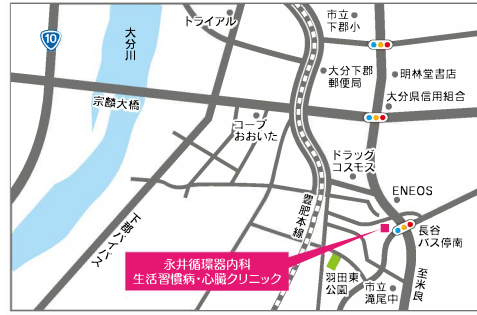 トライアル
市立
下郡小
10
大分川
大分下郡
郵便局
明林堂書店
宗麟大橋
大分県信用組合
コープ
おおいた
ドラッグ
コスモス
ENEOS
豊肥本線
下郡バイパス
長谷
バス停南
永井循環器内科
生活習慣病・心臓クリニック
羽田東
公園
市立
滝尾中
至米良